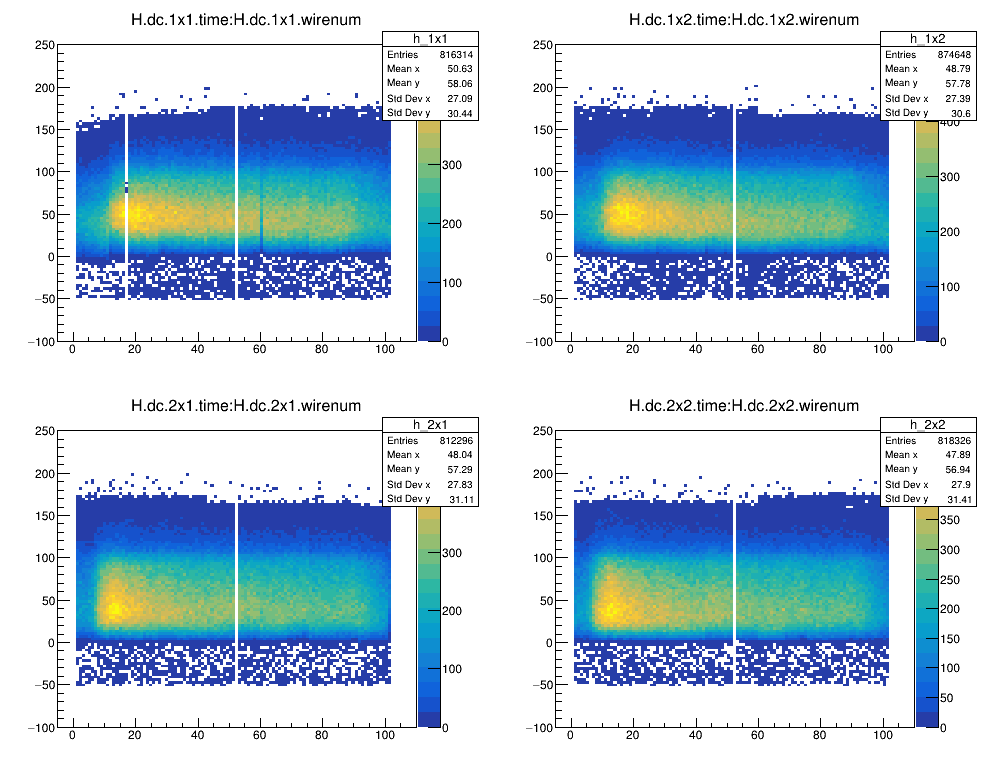 H.dc.1x1.time:H.dc.1x1.wirenum
h_1x1
Entries 816314
Mean x 50.63
Mean y 58.06
Std Dev x 27.09
Std Dev y 30.44
250
200
150
100
50
0
−50
−100
0 20 40 60 80 100
300
200
100
0
H.dc.1x2.time:H.dc.1x2.wirenum
h_1x2
Entries 874648
Mean x 48.79
Mean y 57.78
Std Dev x 27.39
Std Dev y 30.6
250
200
150
100
50
0
−50
−100
0 20 40 60 80 100
400
300
200
100
0
H.dc.2x1.time:H.dc.2x1.wirenum
h_2x1
Entries 812296
Mean x 48.04
Mean y 57.29
Std Dev x 27.83
Std Dev y 31.11
250
200
150
100
50
0
−50
−100
0 20 40 60 80 100
300
200
100
0
H.dc.2x2.time:H.dc.2x2.wirenum
h_2x2
Entries 818326
Mean x 47.89
Mean y 56.94
Std Dev x 27.9
Std Dev y 31.41
250
200
150
100
50
0
−50
−100
0 20 40 60 80 100
350
300
250
200
150
100
50
0